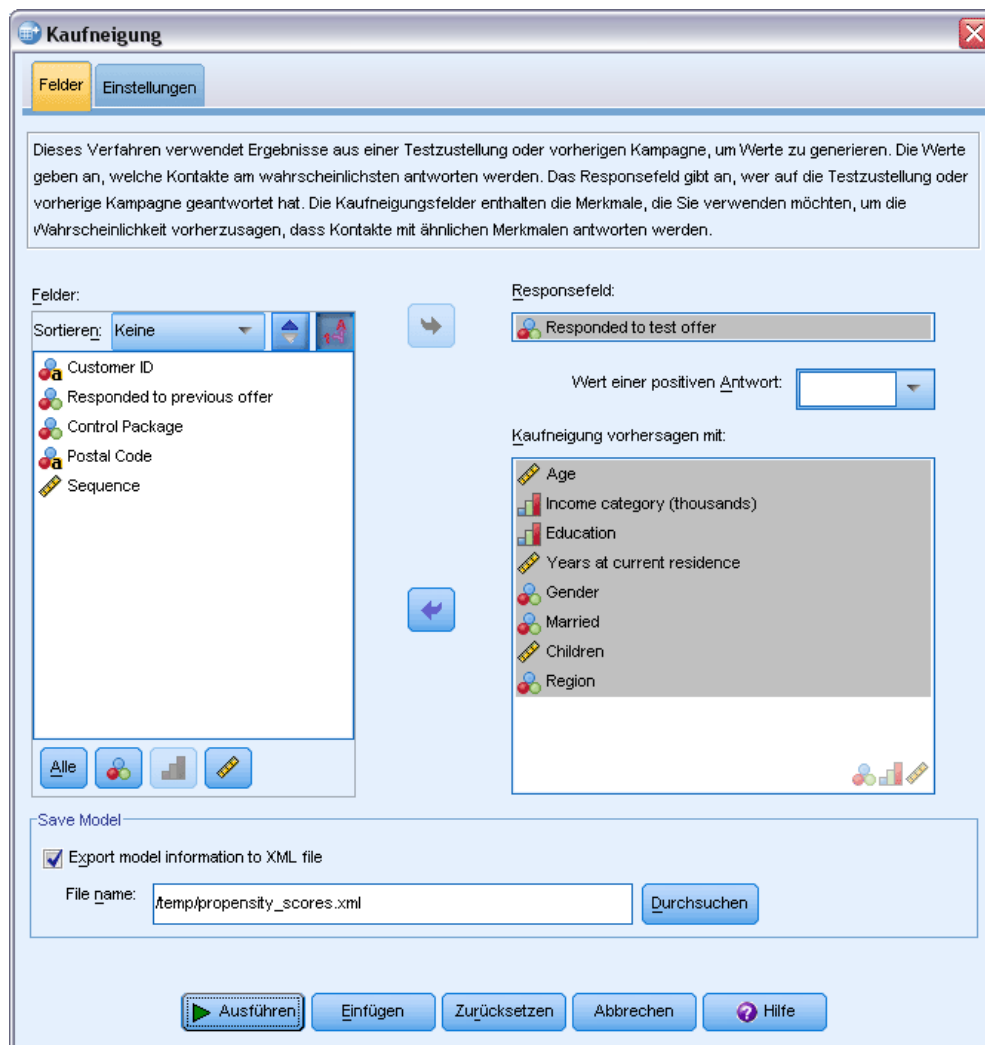 Kaufneigung
Felder
Einstellungen
Dieses Verfahren verwendet Ergebnisse aus einer Testzustellung oder vorherigen Kampagne, um Werte zu generieren. Die Werte
geben an, welche Kontakte am wahrscheinlichsten antworten werden. Das Responsefeld gibt an, wer auf die Testzustellung oder
vorherige Kampagne geantwortet hat. Die Kaufneigungsfelder enthalten die Merkmale, die Sie verwenden möchten, um die
Wahrscheinlichkeit vorherzusagen, dass Kontakte mit ähnlichen Merkmalen antworten werden.
Felder:
Sortieren: Keine
Customer ID
Responded to previous offer
Control Package
Postal Code
Sequence
Alle
Responsefeld:
Responded to test offer
Wert einer positiven Antwort:
Kaufneigung vorhersagen mit:
Age
Income category (thousands)
Education
Years at current residence
Gender
Married
Children
Region
Save Model
Export model information to XML file
File name: /temp/propensity_scores.xml Durchsuchen
Ausführen Einfügen Zurücksetzen Abbrechen Hilfe